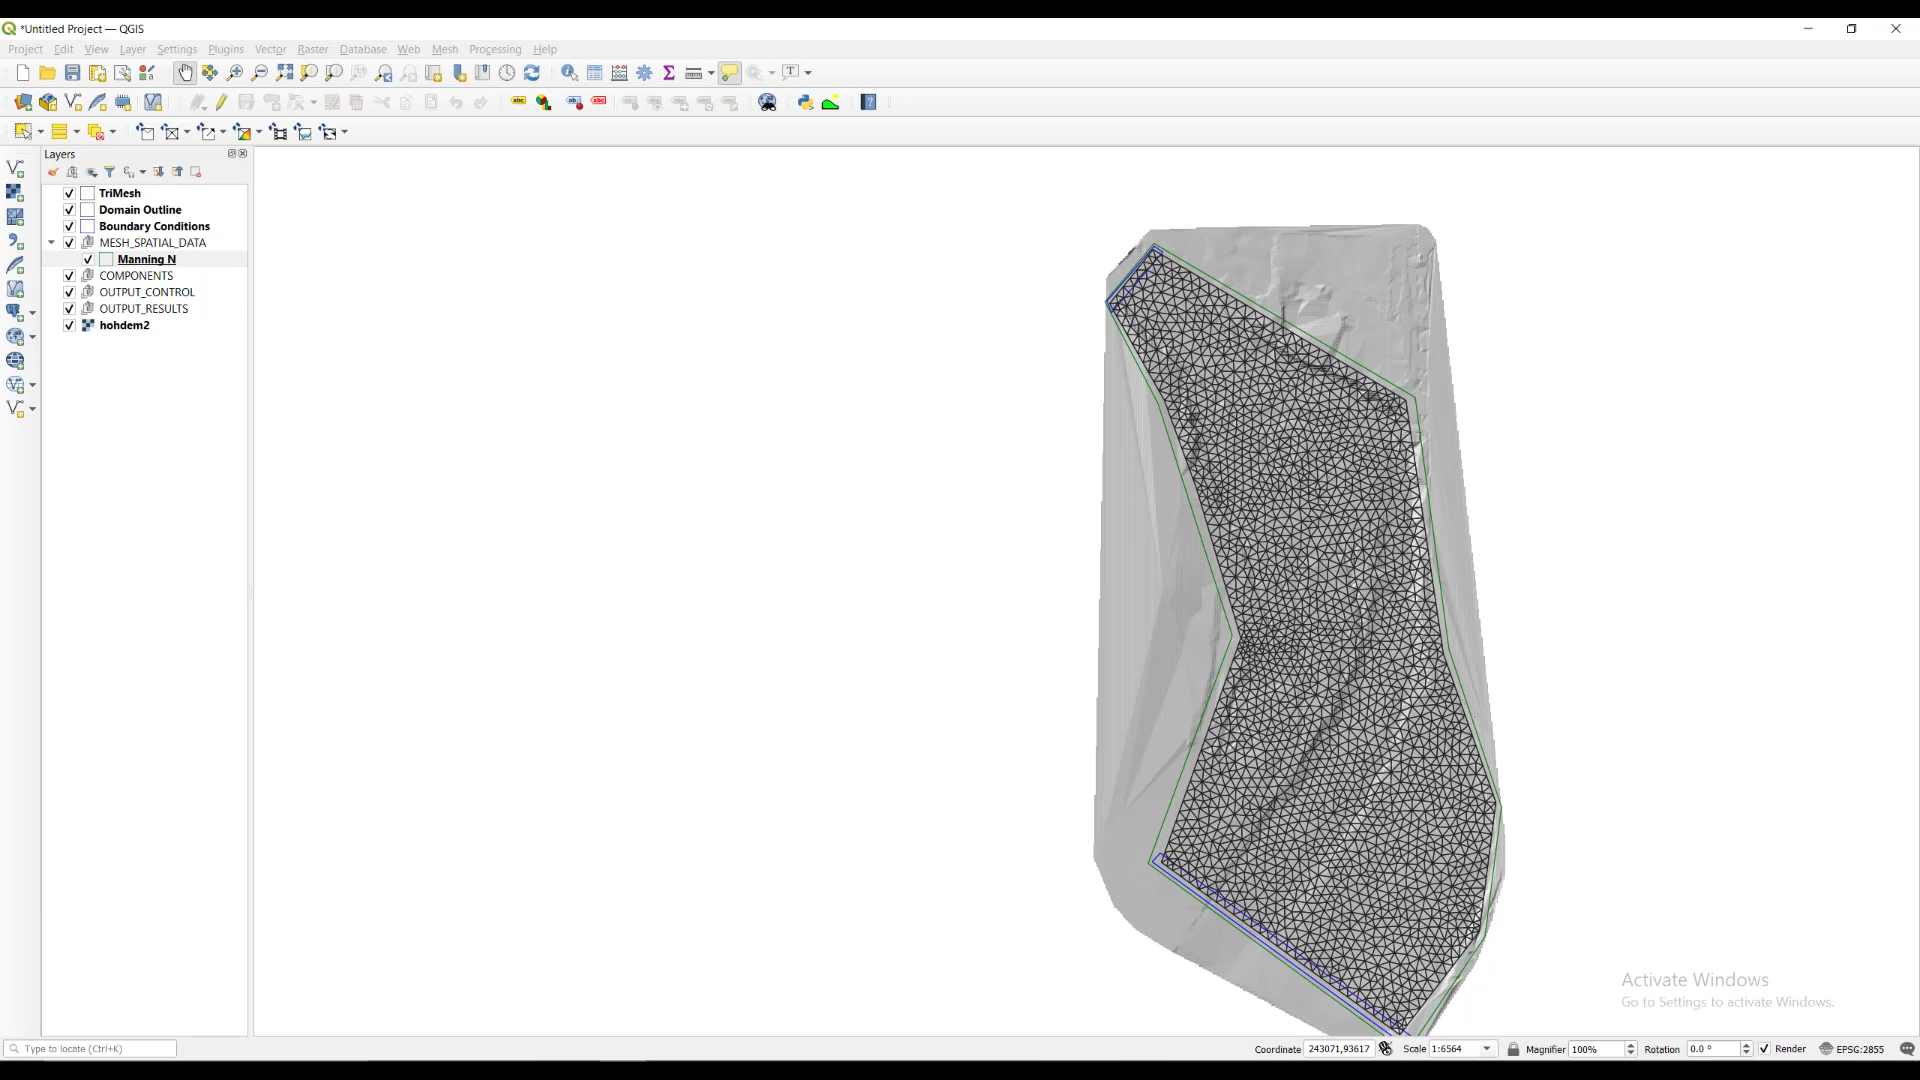 *Untitled Project — QGIS
Project Edit View Layer Settings Plugins Vector Raster Database Web Mesh Processing Help
Layers
TriMesh
Domain Outline
Boundary Conditions
MESH_SPATIAL_DATA
Manning N
COMPONENTS
OUTPUT_CONTROL
OUTPUT_RESULTS
hohdem2
Activate Windows
Go to Settings to activate Windows.
Type to locate (Ctrl+K) Coordinate 243071,93617 Scale 1:6564 Magnifier 100% Rotation 0.0 ° Render EPSG:2855